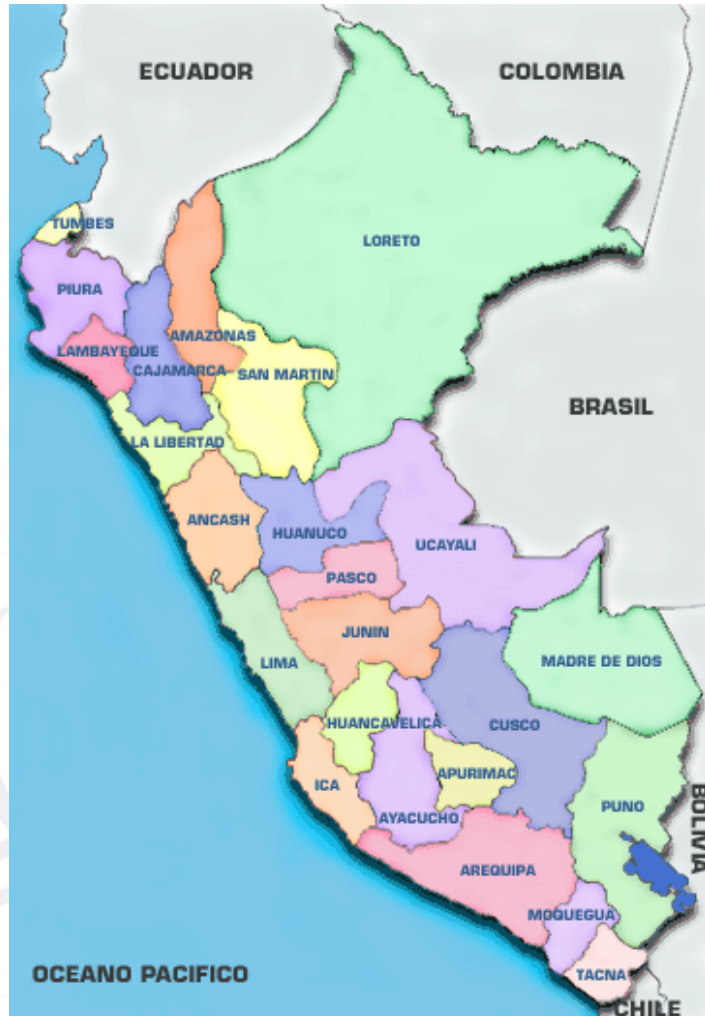 ECUADOR
COLOMBIA
TUMBES
LORETO
PIURA
AMAZONAS
LAMBAYEQUE
CAJAMARCA
SAN MARTIN
BRASIL
LA LIBERTAD
ANCASH
HUANUCO
UCAYALI
PASCO
JUNIN
LIMA
MADRE DE DIOS
HUANCAVELICA
CUSCO
APURIMAC
ICA
PUNO
BOLIVIA
AYACUCHO
AREQUIPA
MOQUEGUA
OCEANO PACIFICO
TACNA
CHILE